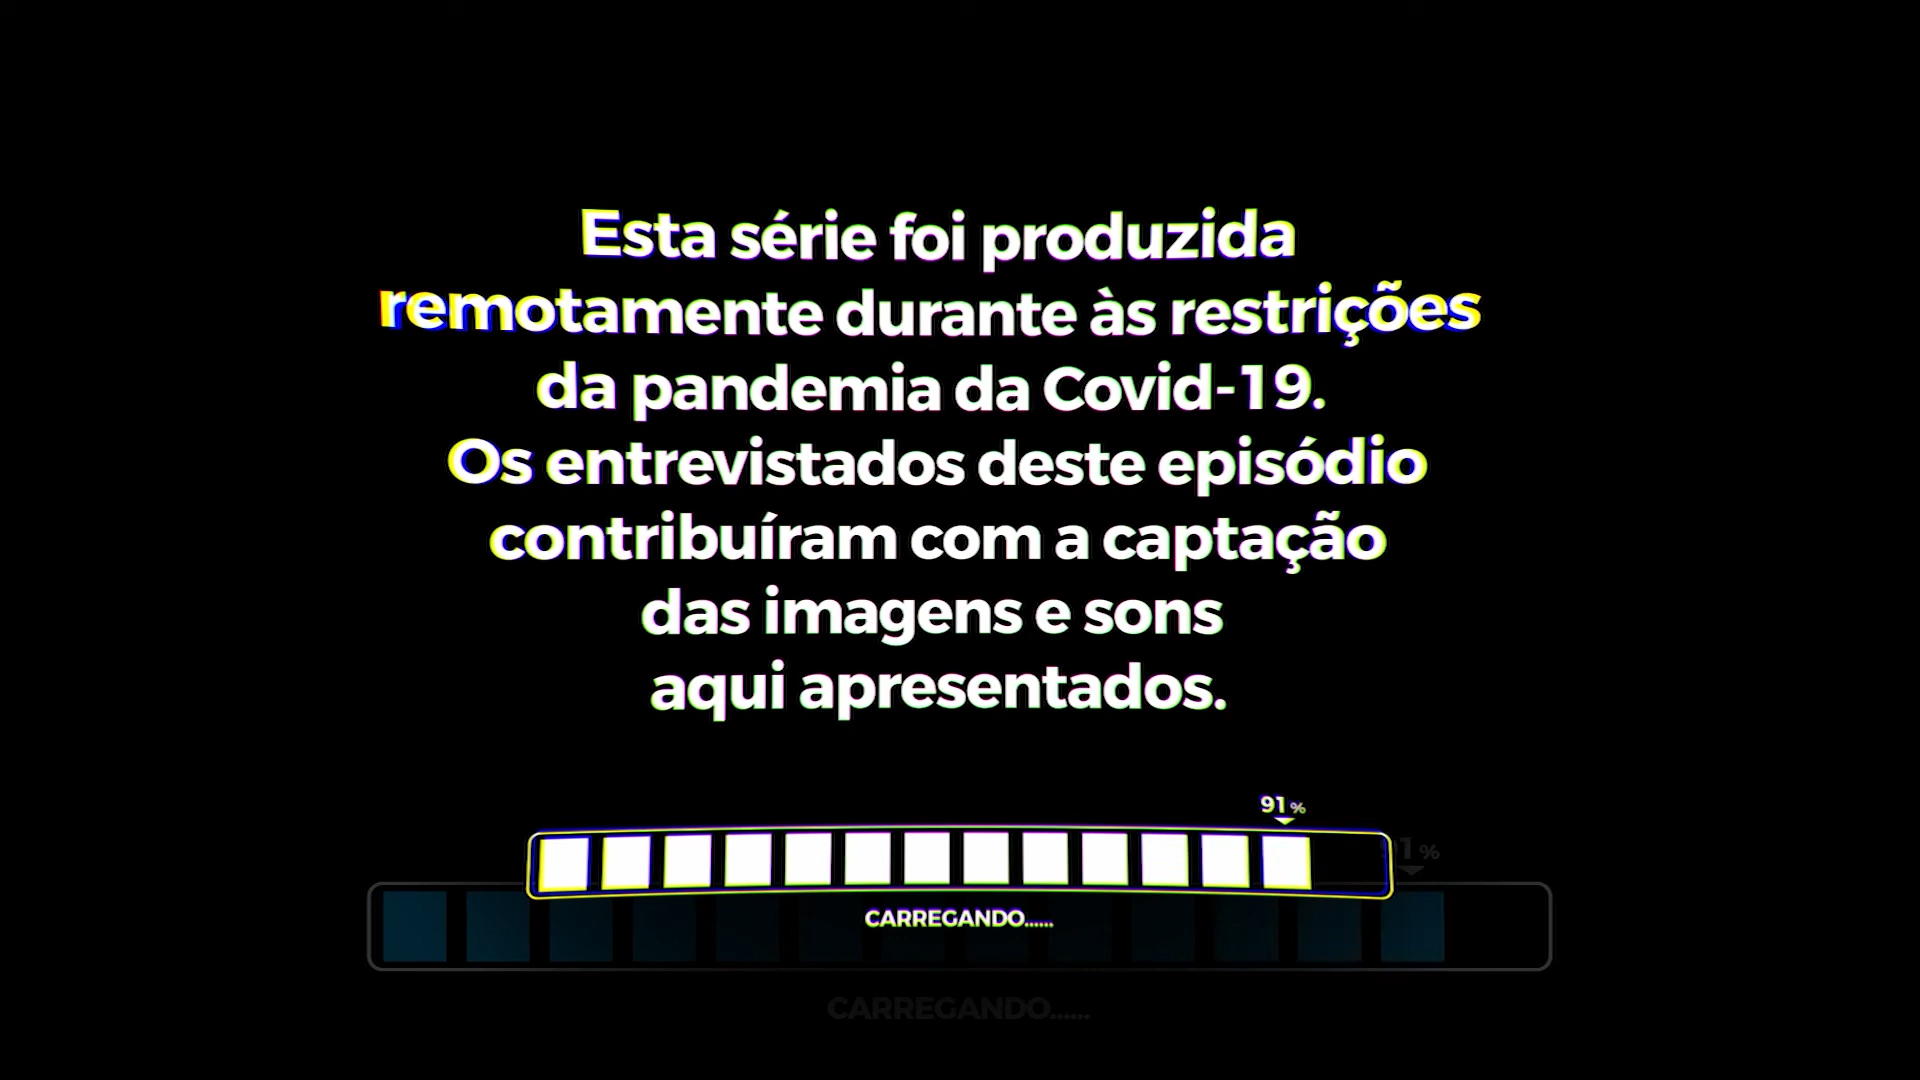 Esta série foi produzida
remotamente durante às restrições
da pandemia da Covid-19.
Os entrevistados deste episódio
contribuíram com a captação
das imagens e sons
aqui apresentados.
91%
91%
CARREGANDO......
CARREGANDO......